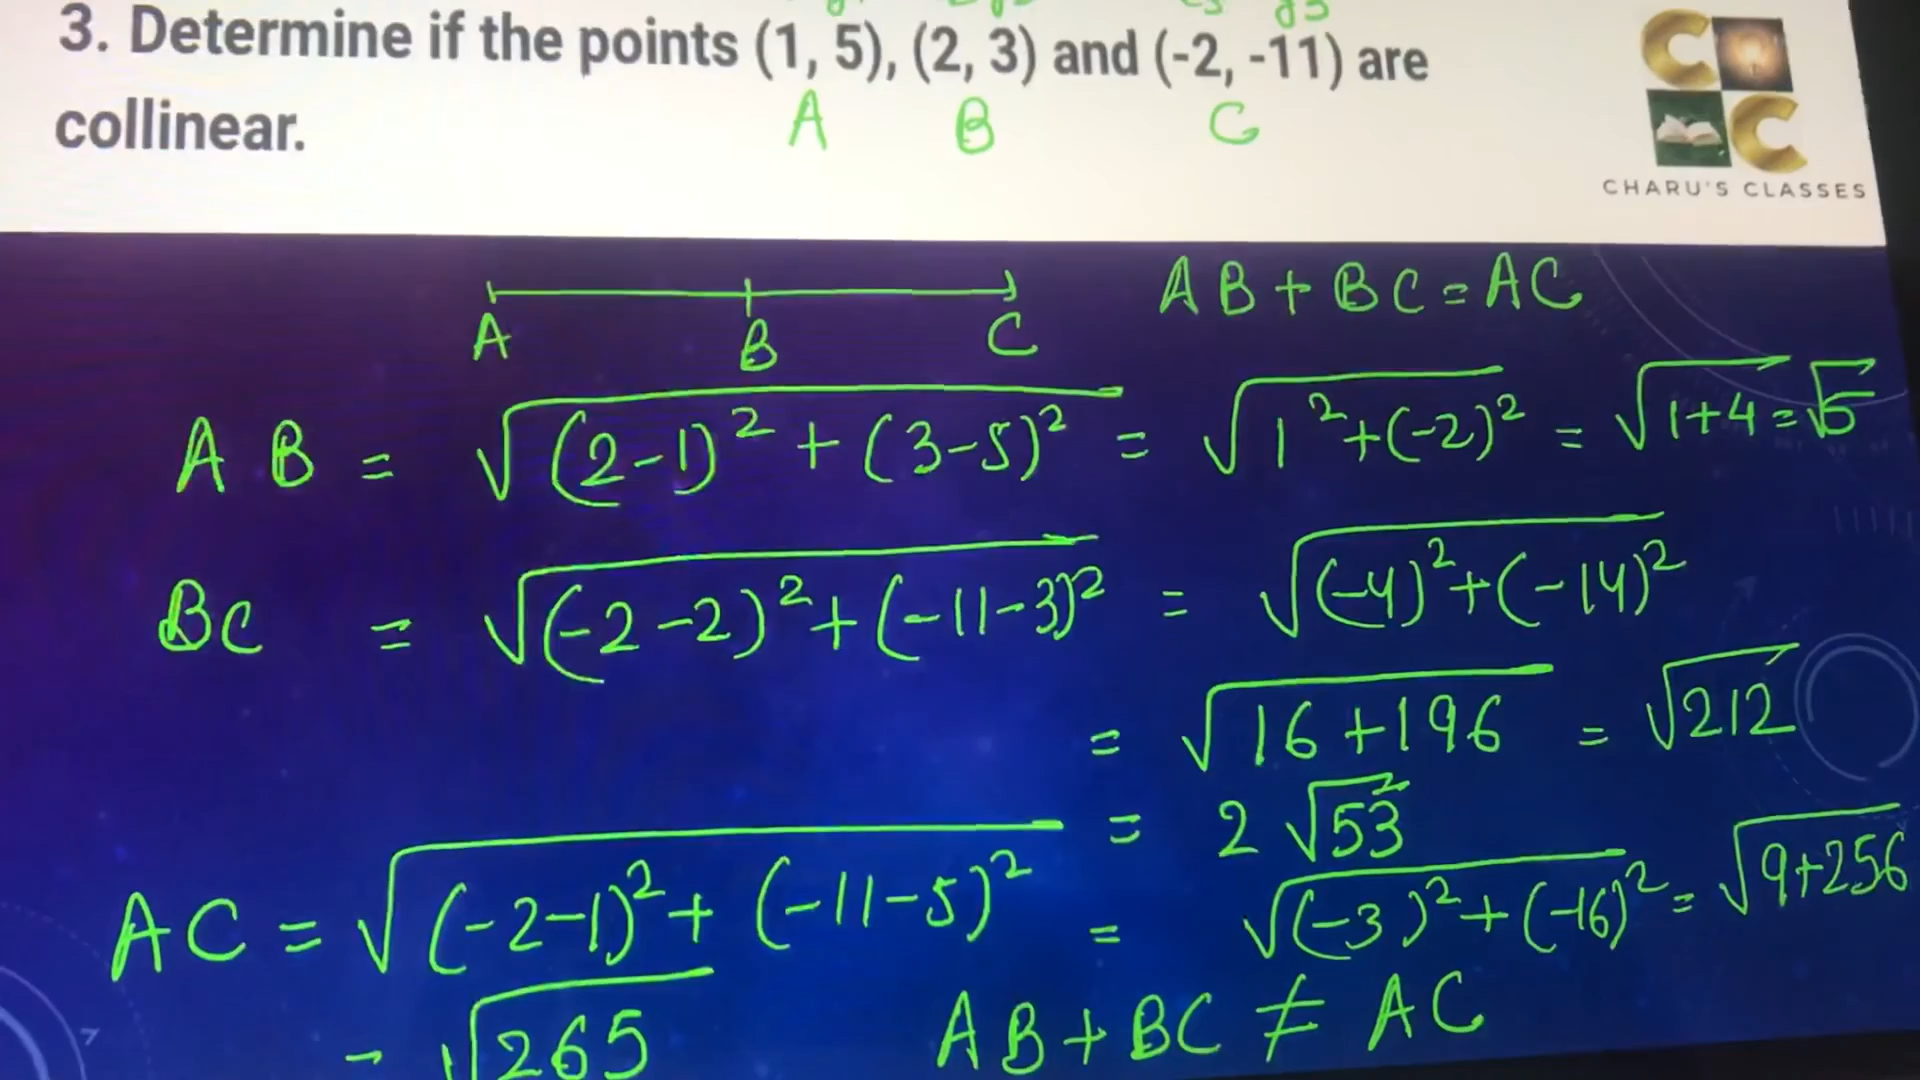 3. Determine if the points (1, 5), (2, 3) and (-2, -11) are
collinear.
A B C
CHARU'S CLASSES
AB + BC = AC
A B C
AB = √((2-1)² + (3-5)²) = √(1² + (-2)²) = √(1+4) = √5
BC = √((-2-2)² + (-11-3)²) = √((-4)² + (-14)²)
= √(16+196) = √212
= 2√53
AC = √((-2-1)² + (-11-5)²) = √((-3)² + (-16)²) = √(9+256)
= √265
AB + BC ≠ AC